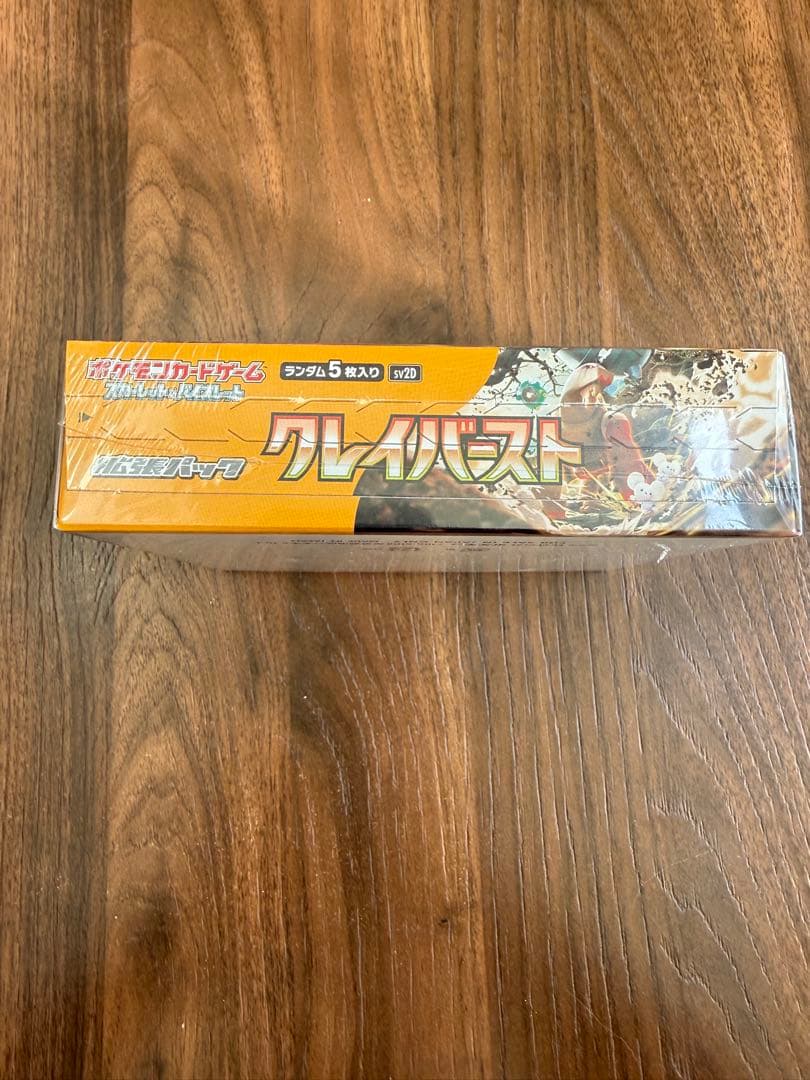 ポケモンカードゲーム
スカーレット&バイオレット
ランダム5枚入り
sv2D
拡張パック
クレイバースト